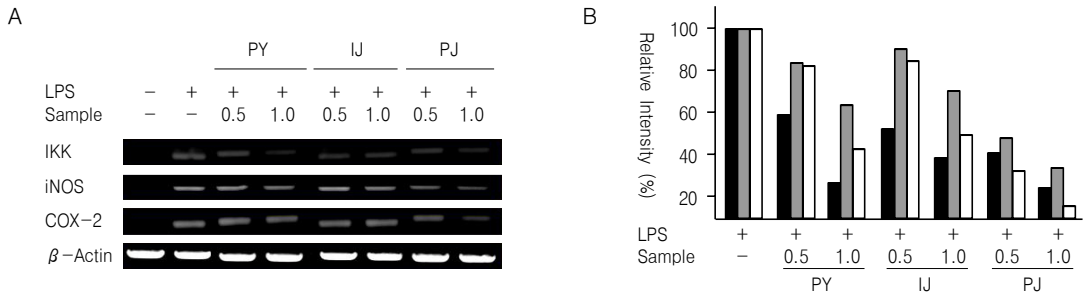 A
PY IJ PJ
LPS − + + + + + + +
Sample − − 0.5 1.0 0.5 1.0 0.5 1.0
IKK
iNOS
COX−2
β−Actin
B
Relative Intensity (%)
100
80
60
40
20
LPS + + + + + + +
Sample − 0.5 1.0 0.5 1.0 0.5 1.0
PY IJ PJ